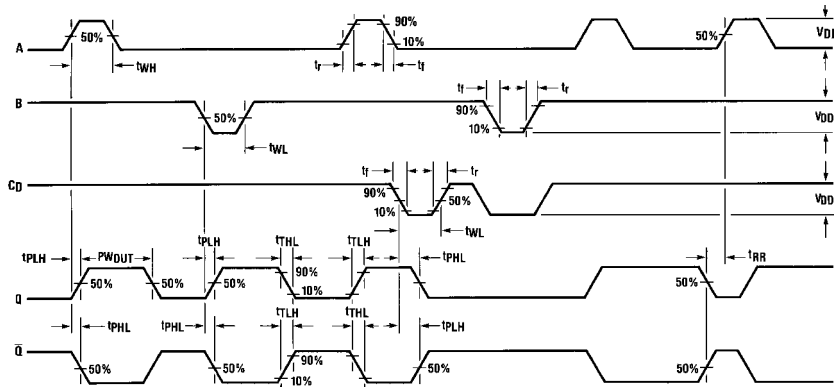 90%
50% 50% VDD
A 10%
tWH tr tf
B tf tr
90%
50% VDD
10%
tWL
CD tf tr
90% 50% VDD
10%
tWL
tPLH PWDUT tPLH tTHL tTLH tPHL tRR
90%
50% 50% 50% 50% 50%
Q 10%
tPHL tPHL tTLH tTHL tPLH
Q̅
90%
50% 50% 50% 50%
10%